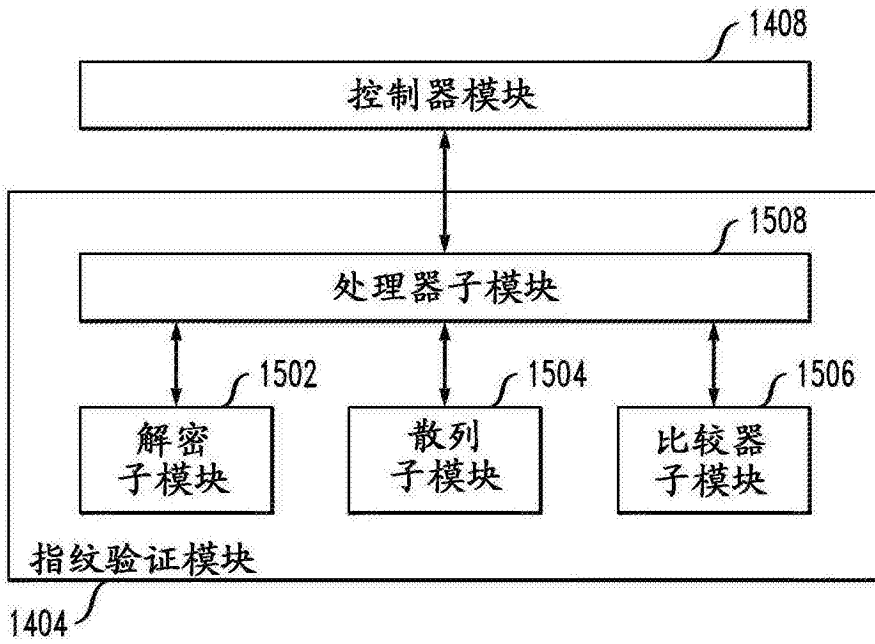 1408
控制器模块
1508
处理器子模块
1502
1504
1506
解密
子模块
散列
子模块
比较器
子模块
指纹验证模块
1404